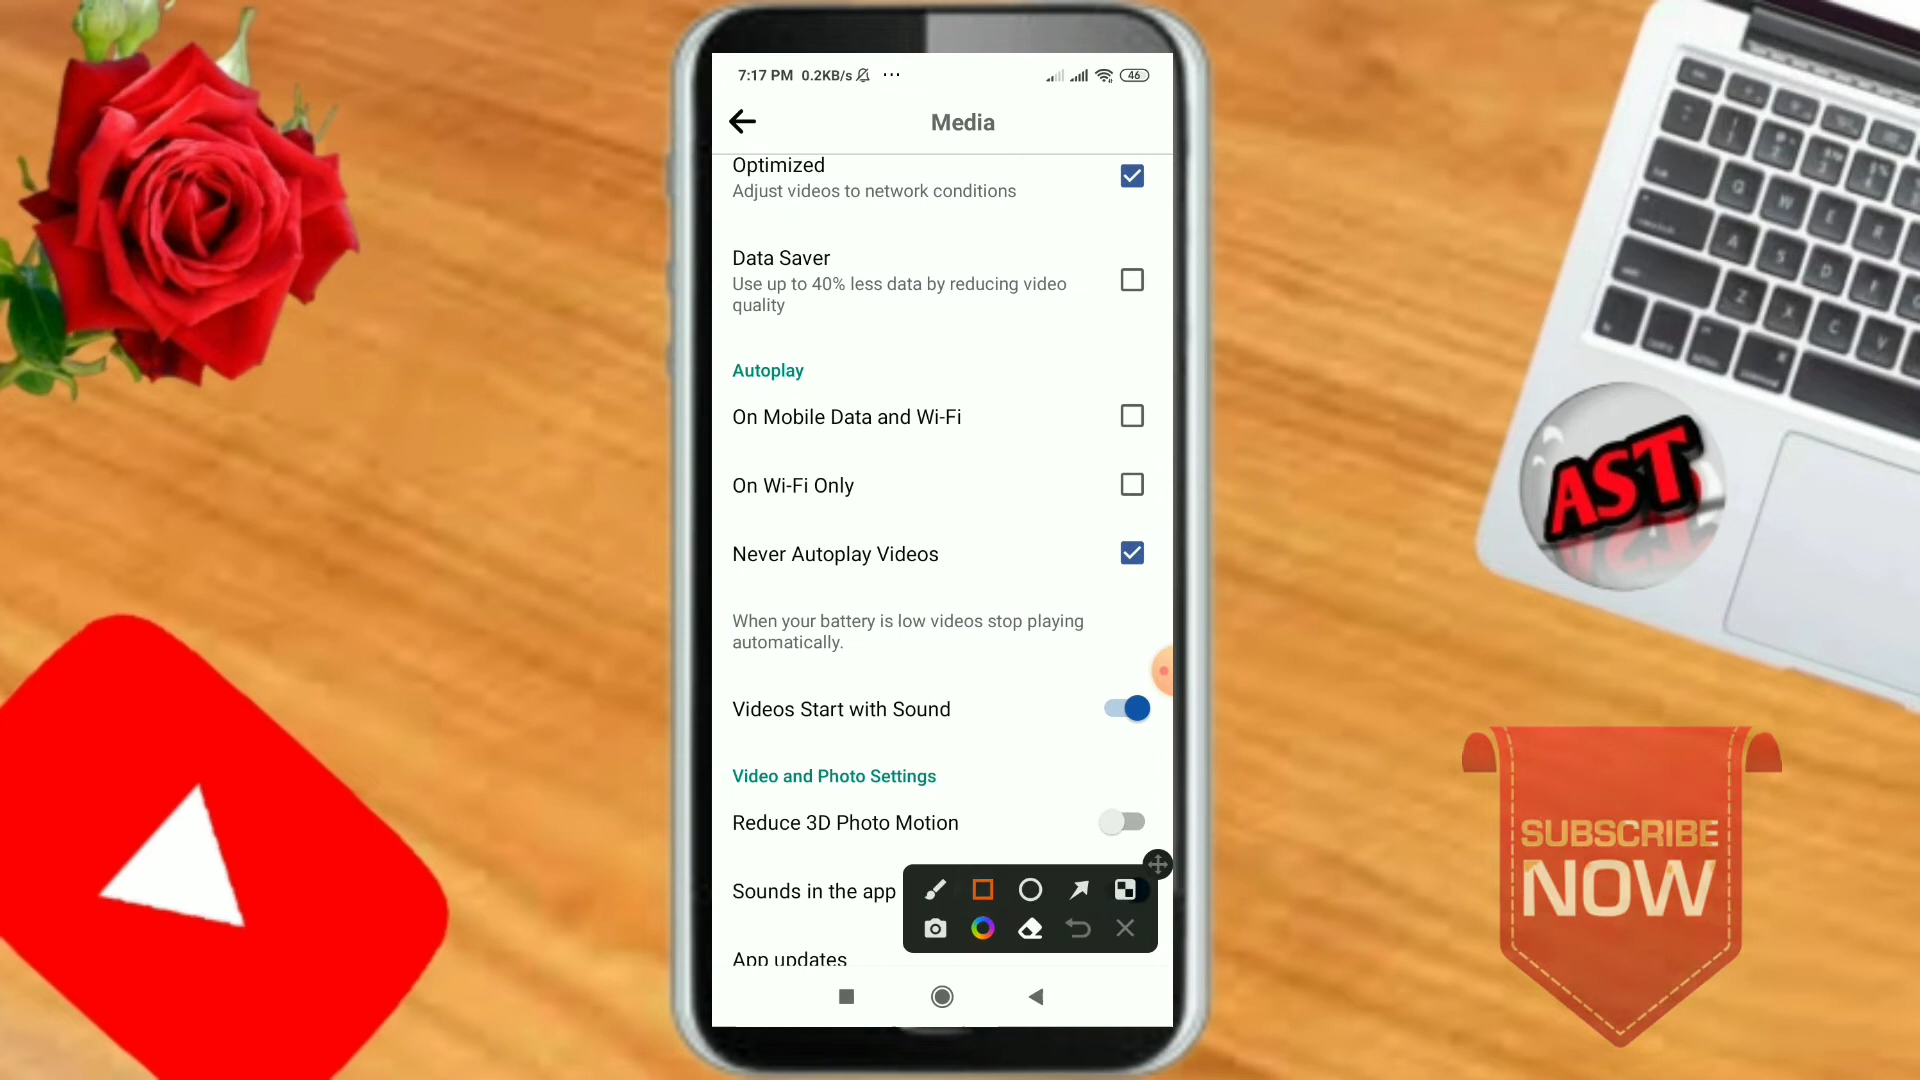 7:17 PM 0.2KB/s ...
46
Media
Optimized
Adjust videos to network conditions
Data Saver
Use up to 40% less data by reducing video
quality
Autoplay
On Mobile Data and Wi-Fi
On Wi-Fi Only
Never Autoplay Videos
When your battery is low videos stop playing
automatically.
Videos Start with Sound
Video and Photo Settings
Reduce 3D Photo Motion
Sounds in the app
App updates
AST
SUBSCRIBE
NOW
Q
W
E
R
A
S
D
F
Z
X
C
V